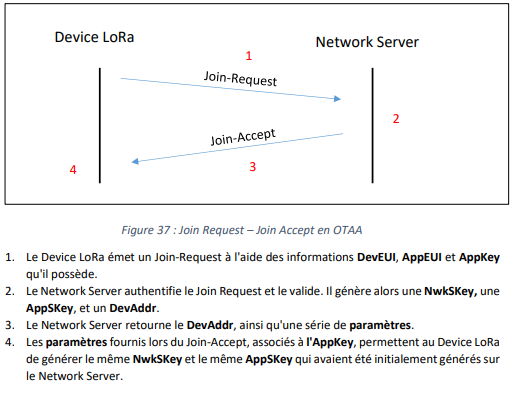 Device LoRa
Network Server
1
Join-Request
2
Join-Accept
3
4
Figure 37 : Join Request – Join Accept en OTAA
1. Le Device LoRa émet un Join-Request à l'aide des informations DevEUI, AppEUI et AppKey
qu'il possède.
2. Le Network Server authentifie le Join Request et le valide. Il génère alors une NwkSKey, une
AppSKey, et un DevAddr.
3. Le Network Server retourne le DevAddr, ainsi qu'une série de paramètres.
4. Les paramètres fournis lors du Join-Accept, associés à l'AppKey, permettent au Device LoRa
de générer le même NwkSKey et le même AppSKey qui avaient été initialement générés sur
le Network Server.